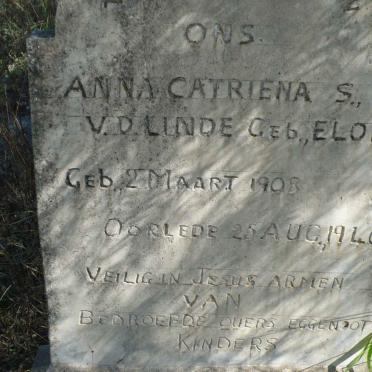 ONS
ANNA CATRIENA S.,
V.D. LINDE GEB., ELO
GEB., 2 MAART 1908
OORLEDE 25 AUG., 194
VEILIG IN JESUS ARMEN
VAN
BEDROEFDE OUERS EGGENOOT
KINDERS